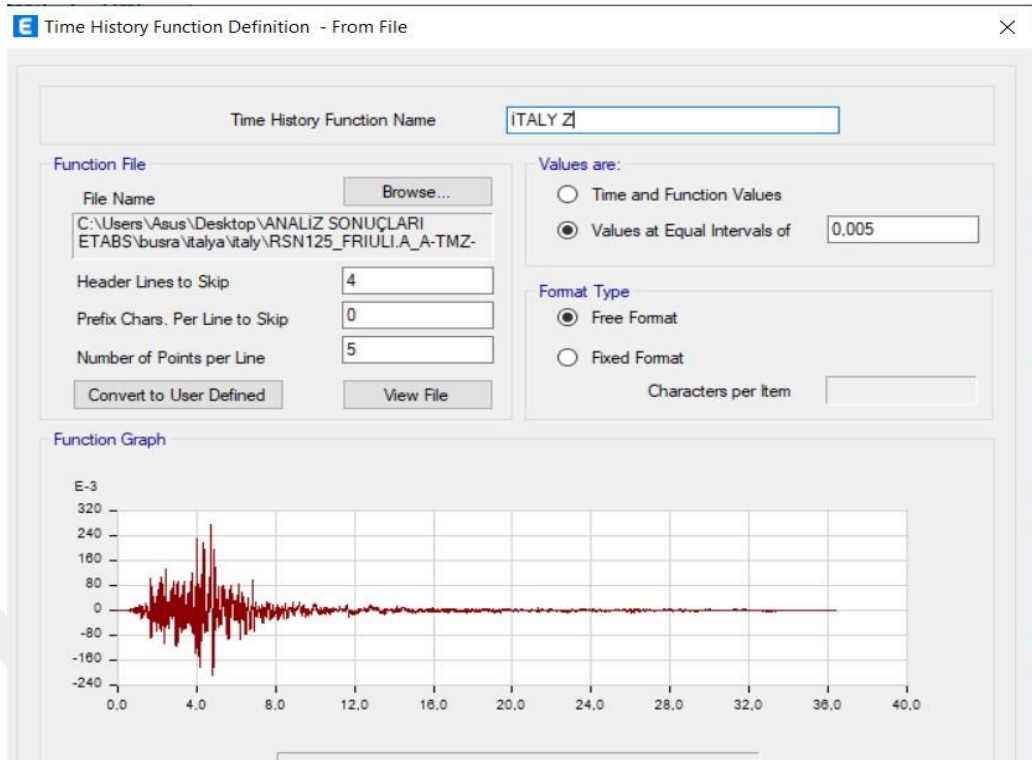 E Time History Function Definition - From File
Time History Function Name
İTALY Z
Function File
File Name
Browse...
C:\Users\Asus\Desktop\ANALİZ SONUÇLARI
ETABS\busra\italya\italy\RSN125_FRIULI.A_A-TMZ-
Header Lines to Skip
4
Prefix Chars. Per Line to Skip
0
Number of Points per Line
5
Convert to User Defined
View File
Values are:
Time and Function Values
Values at Equal Intervals of
0,005
Format Type
Free Format
Fixed Format
Characters per Item
Function Graph
E-3
320
240
160
80
0
-80
-160
-240
0,0 4,0 8,0 12,0 16,0 20,0 24,0 28,0 32,0 36,0 40,0